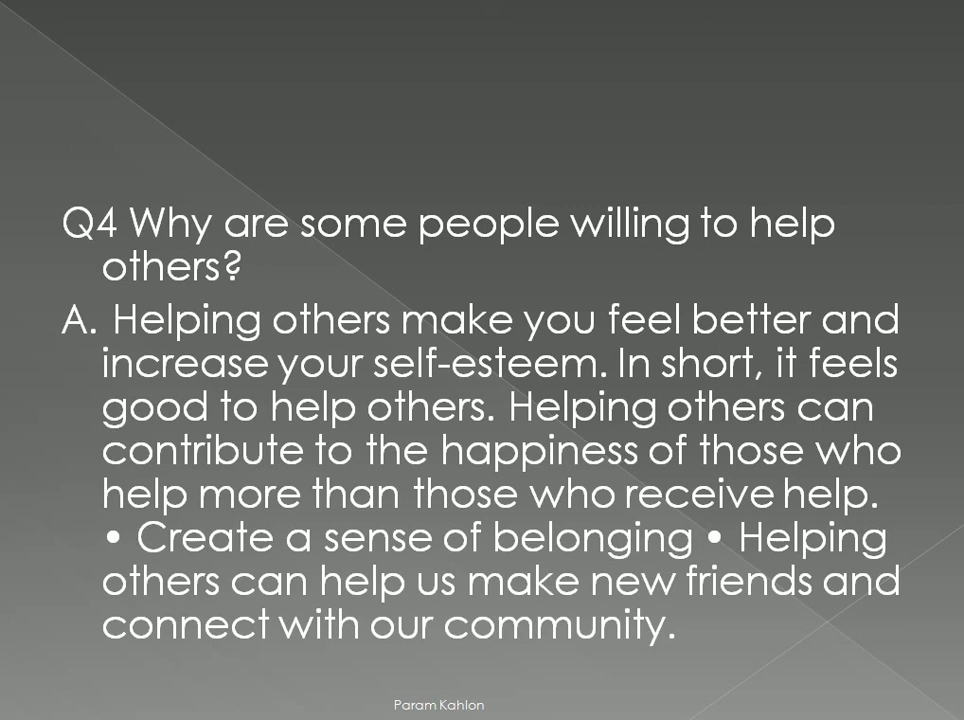 Q4 Why are some people willing to help
others?
A. Helping others make you feel better and
increase your self-esteem. In short, it feels
good to help others. Helping others can
contribute to the happiness of those who
help more than those who receive help.
• Create a sense of belonging • Helping
others can help us make new friends and
connect with our community.
Param Kahlon